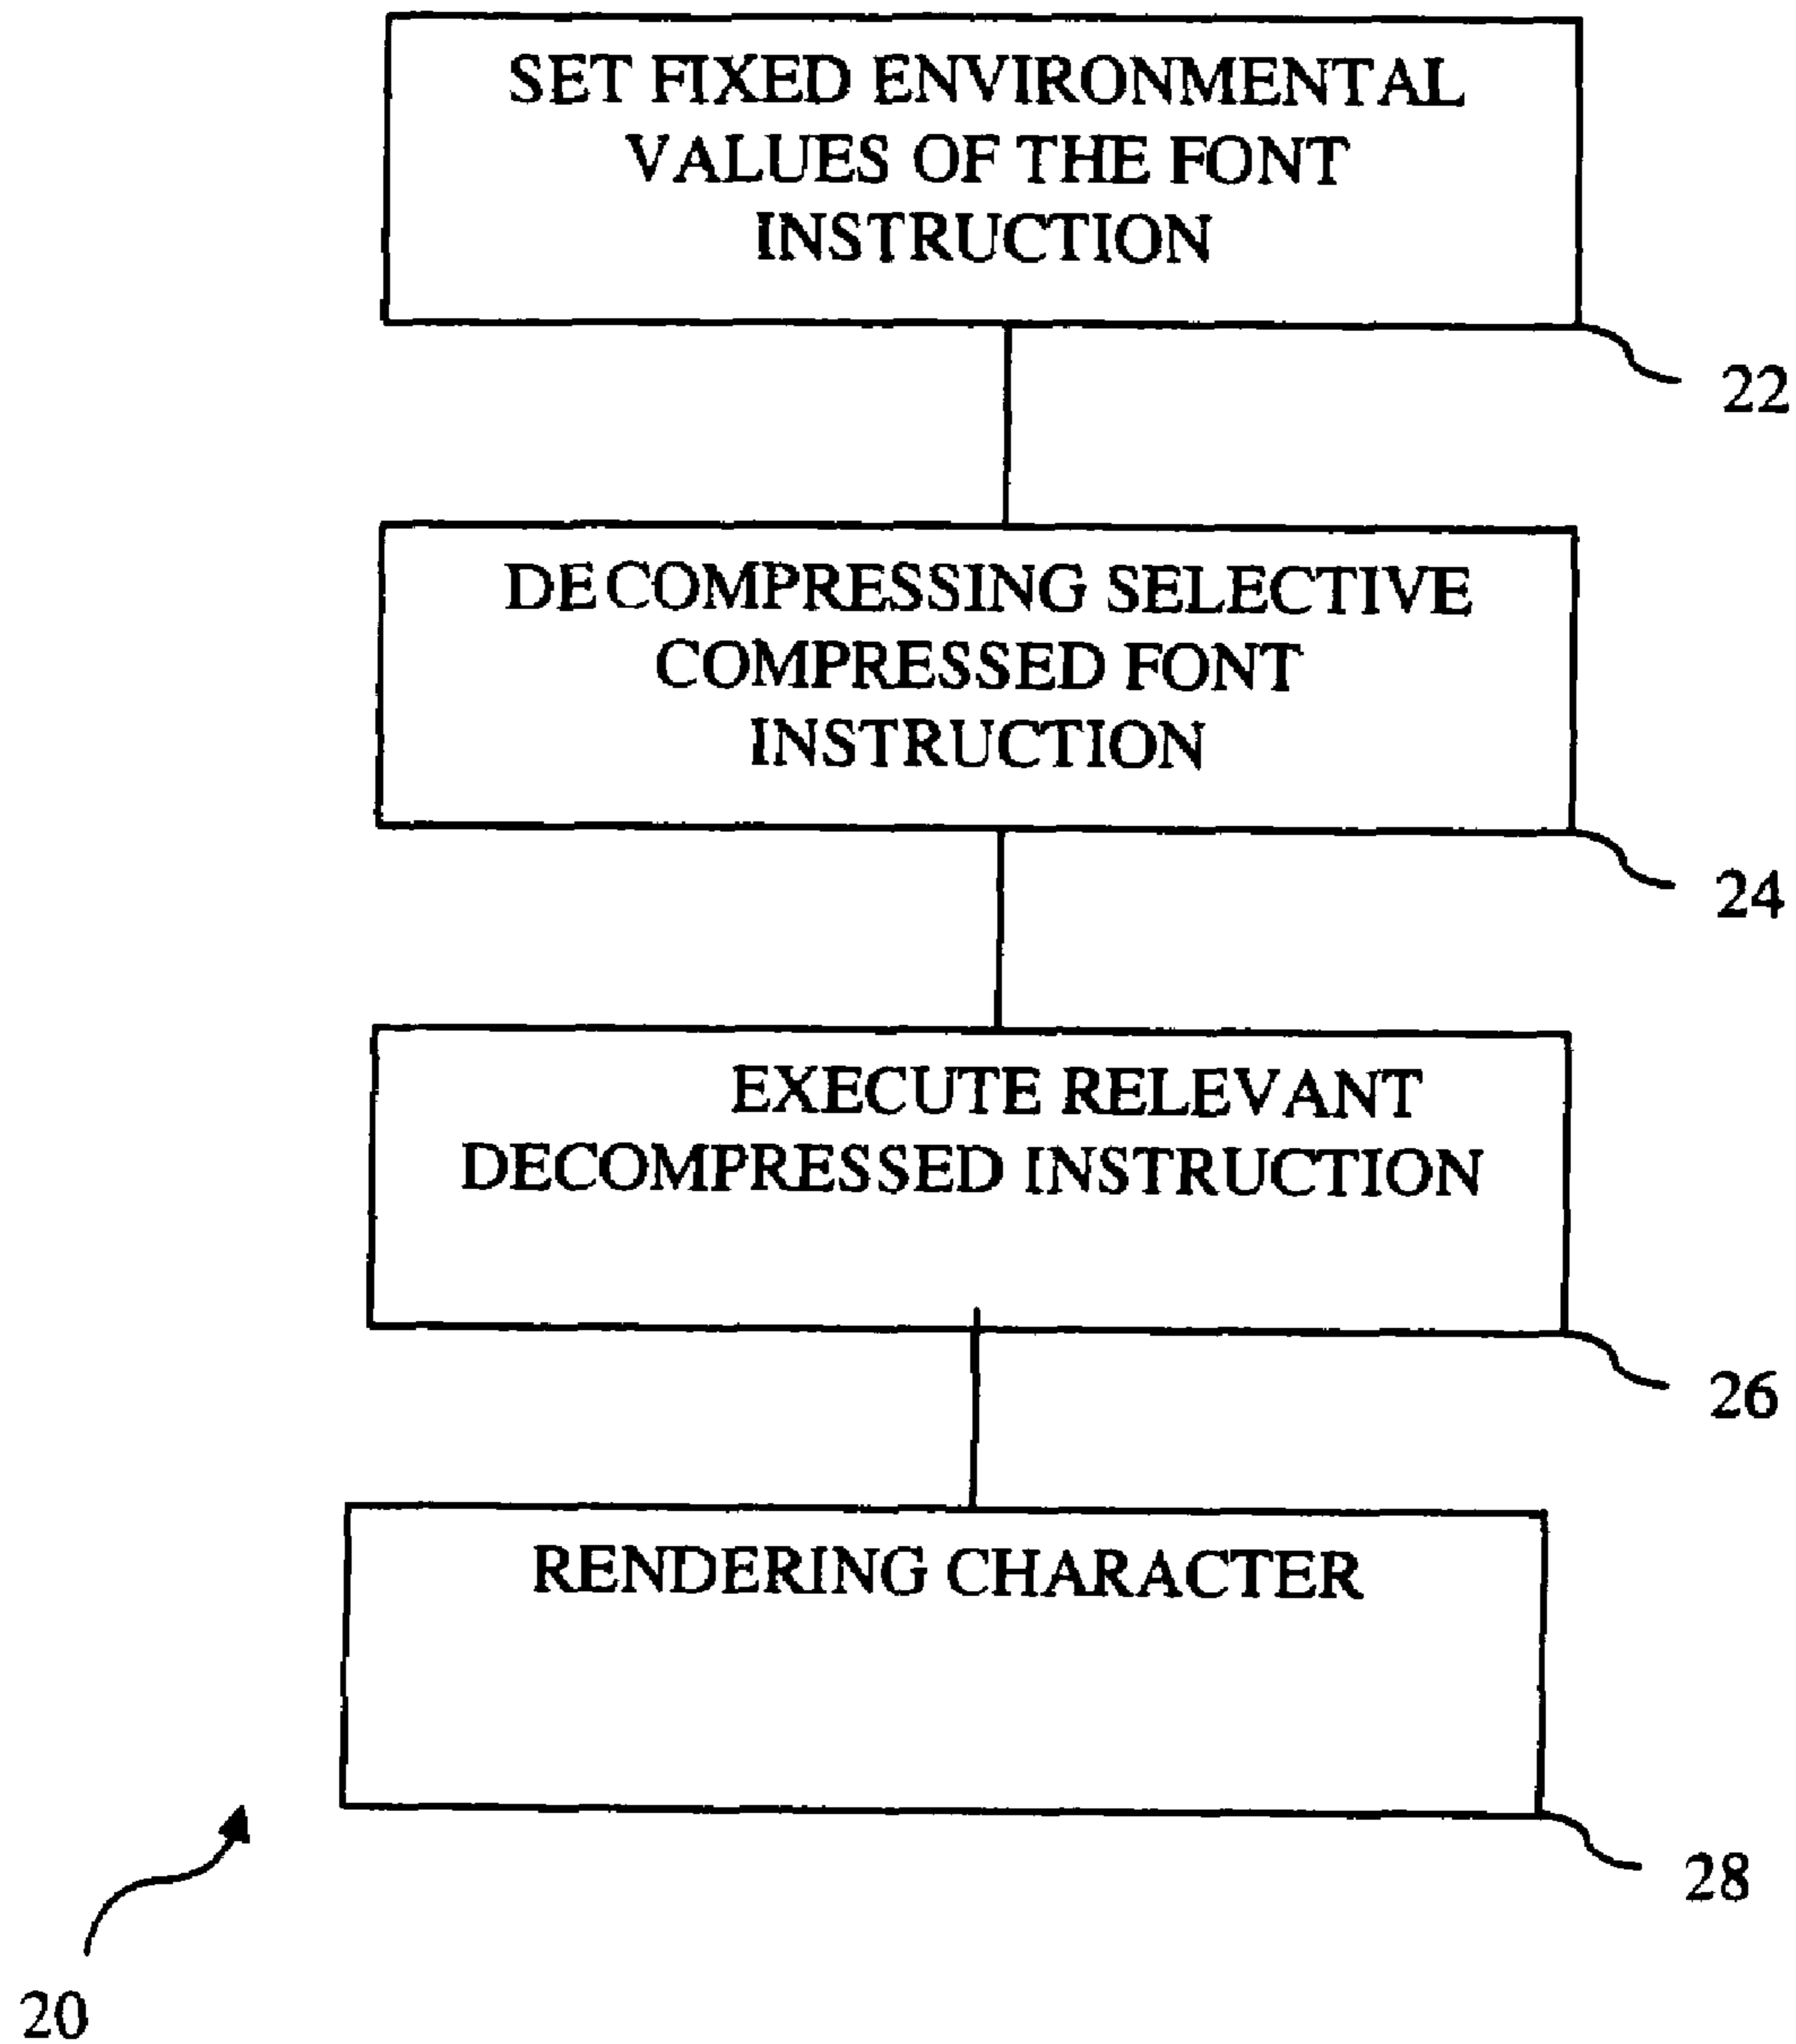 SET FIXED ENVIRONMENTAL
VALUES OF THE FONT
INSTRUCTION
22
DECOMPRESSING SELECTIVE
COMPRESSED FONT
INSTRUCTION
24
EXECUTE RELEVANT
DECOMPRESSED INSTRUCTION
26
RENDERING CHARACTER
28
20